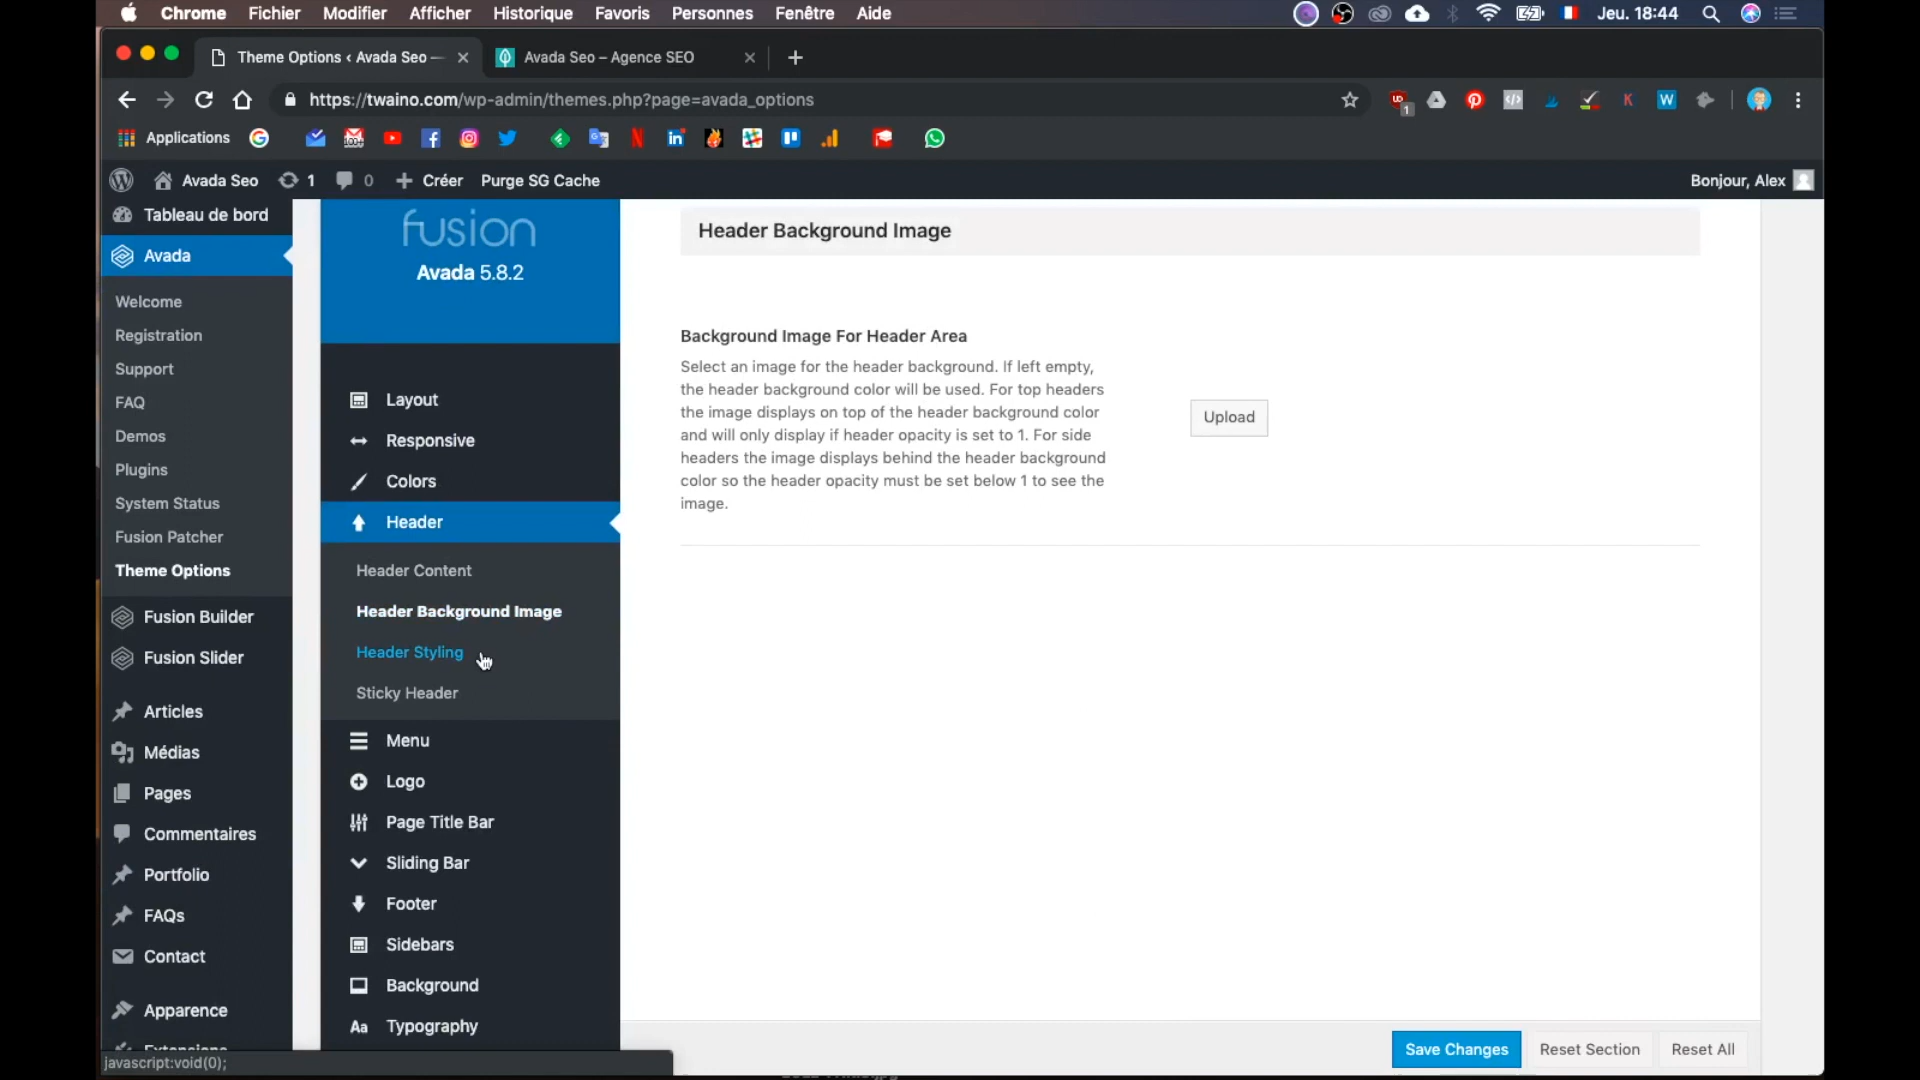 Chrome Fichier Modifier Afficher Historique Favoris Personnes Fenêtre Aide Jeu. 18:44
Theme Options ‹ Avada Seo — Avada Seo – Agence SEO
https://twaino.com/wp-admin/themes.php?page=avada_options
Applications
Avada Seo 1 0 Créer Purge SG Cache Bonjour, Alex
Tableau de bord
Avada
Welcome
Registration
Support
FAQ
Demos
Plugins
System Status
Fusion Patcher
Theme Options
Fusion Builder
Fusion Slider
Articles
Médias
Pages
Commentaires
Portfolio
FAQs
Contact
Apparence
Extensions
javascript:void(0);
fusion
Avada 5.8.2
Layout
Responsive
Colors
Header
Header Content
Header Background Image
Header Styling
Sticky Header
Menu
Logo
Page Title Bar
Sliding Bar
Footer
Sidebars
Background
Aa Typography
Header Background Image
Background Image For Header Area
Select an image for the header background. If left empty,
the header background color will be used. For top headers
the image displays on top of the header background color
and will only display if header opacity is set to 1. For side
headers the image displays behind the header background
color so the header opacity must be set below 1 to see the
image.
Upload
Save Changes Reset Section Reset All